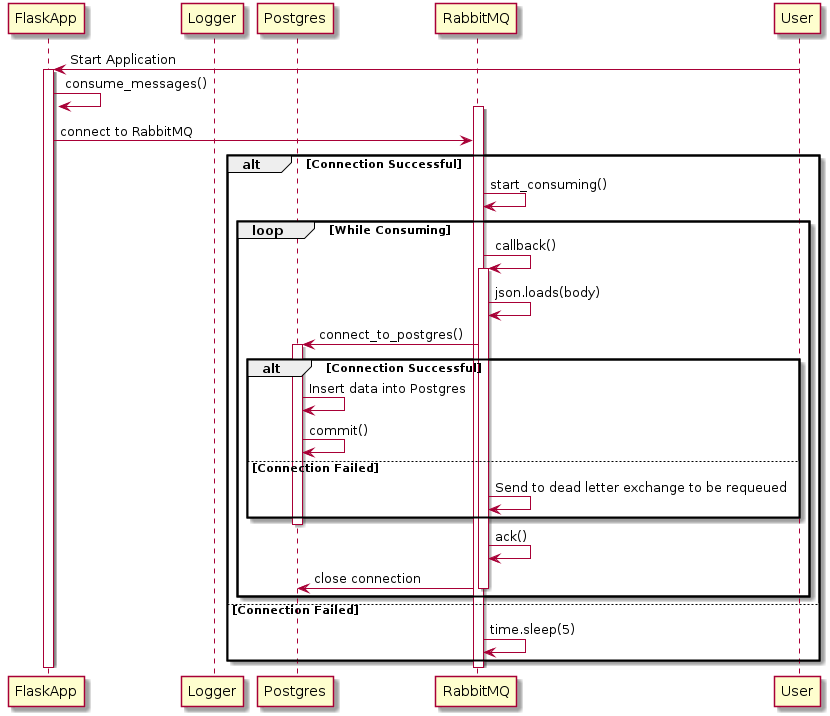 FlaskApp Logger Postgres RabbitMQ User
Start Application
consume_messages()
connect to RabbitMQ
alt [Connection Successful]
start_consuming()
loop [While Consuming]
callback()
json.loads(body)
connect_to_postgres()
alt [Connection Successful]
Insert data into Postgres
commit()
[Connection Failed]
Send to dead letter exchange to be requeued
ack()
close connection
[Connection Failed]
time.sleep(5)
FlaskApp Logger Postgres RabbitMQ User